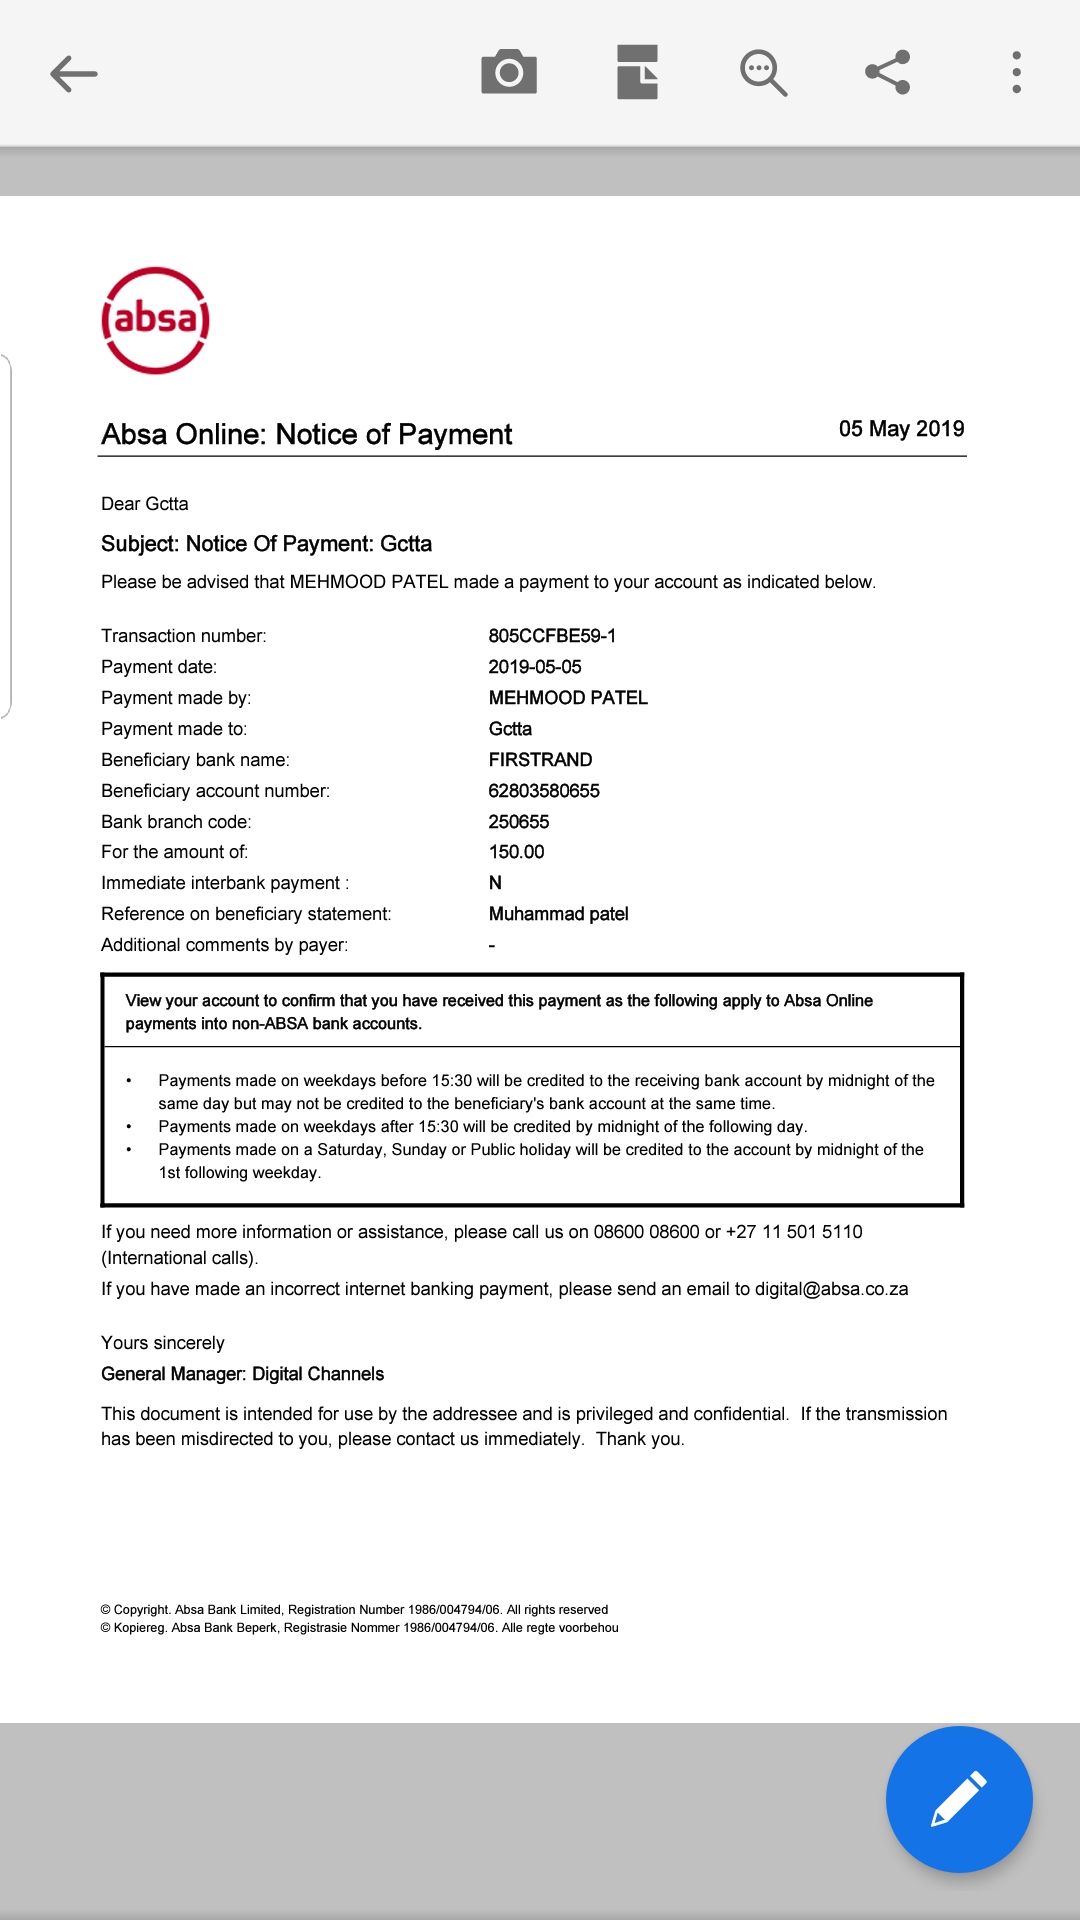 absa
Absa Online: Notice of Payment
05 May 2019
Dear Gctta
Subject: Notice Of Payment: Gctta
Please be advised that MEHMOOD PATEL made a payment to your account as indicated below.
Transaction number: 805CCFBE59-1
Payment date: 2019-05-05
Payment made by: MEHMOOD PATEL
Payment made to: Gctta
Beneficiary bank name: FIRSTRAND
Beneficiary account number: 62803580655
Bank branch code: 250655
For the amount of: 150.00
Immediate interbank payment : N
Reference on beneficiary statement: Muhammad patel
Additional comments by payer: -
View your account to confirm that you have received this payment as the following apply to Absa Online
payments into non-ABSA bank accounts.
• Payments made on weekdays before 15:30 will be credited to the receiving bank account by midnight of the
same day but may not be credited to the beneficiary's bank account at the same time.
• Payments made on weekdays after 15:30 will be credited by midnight of the following day.
• Payments made on a Saturday, Sunday or Public holiday will be credited to the account by midnight of the
1st following weekday.
If you need more information or assistance, please call us on 08600 08600 or +27 11 501 5110
(International calls).
If you have made an incorrect internet banking payment, please send an email to digital@absa.co.za
Yours sincerely
General Manager: Digital Channels
This document is intended for use by the addressee and is privileged and confidential.  If the transmission
has been misdirected to you, please contact us immediately.  Thank you.
© Copyright. Absa Bank Limited, Registration Number 1986/004794/06. All rights reserved
© Kopiereg. Absa Bank Beperk, Registrasie Nommer 1986/004794/06. Alle regte voorbehou